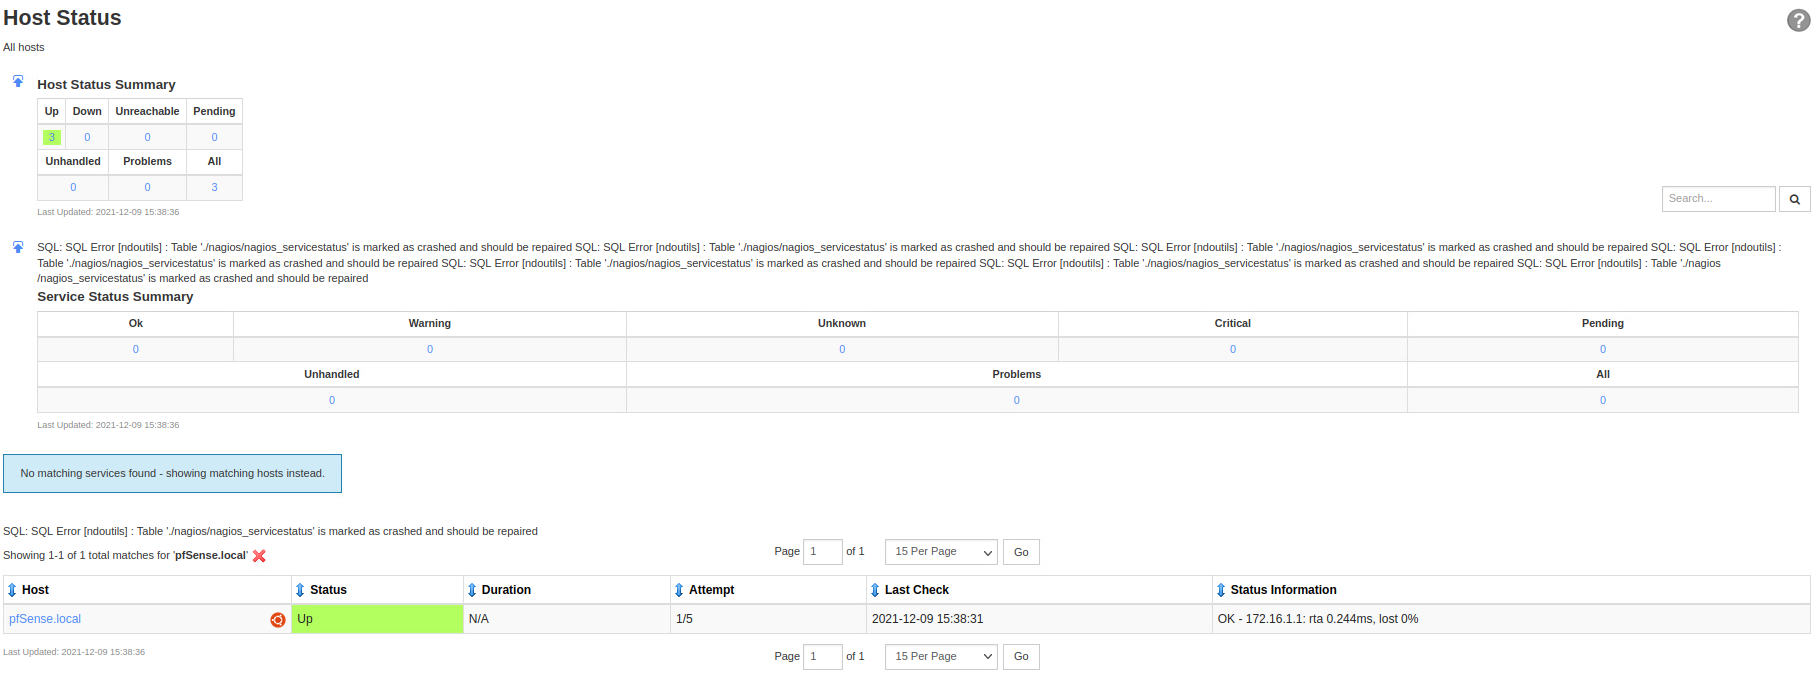 Host Status
All hosts
Host Status Summary
Up Down Unreachable Pending
3 0 0 0
Unhandled Problems All
0 0 3
Last Updated: 2021-12-09 15:38:36
Search...
SQL: SQL Error [ndoutils] : Table './nagios/nagios_servicestatus' is marked as crashed and should be repaired SQL: SQL Error [ndoutils] : Table './nagios/nagios_servicestatus' is marked as crashed and should be repaired SQL: SQL Error [ndoutils] : Table './nagios/nagios_servicestatus' is marked as crashed and should be repaired SQL: SQL Error [ndoutils] :
Table './nagios/nagios_servicestatus' is marked as crashed and should be repaired SQL: SQL Error [ndoutils] : Table './nagios/nagios_servicestatus' is marked as crashed and should be repaired SQL: SQL Error [ndoutils] : Table './nagios/nagios_servicestatus' is marked as crashed and should be repaired SQL: SQL Error [ndoutils] : Table './nagios
/nagios_servicestatus' is marked as crashed and should be repaired
Service Status Summary
Ok Warning Unknown Critical Pending
0 0 0 0 0
Unhandled Problems All
0 0 0
Last Updated: 2021-12-09 15:38:36
No matching services found - showing matching hosts instead.
SQL: SQL Error [ndoutils] : Table './nagios/nagios_servicestatus' is marked as crashed and should be repaired
Showing 1-1 of 1 total matches for 'pfSense.local'
Page 1 of 1 15 Per Page Go
Host Status Duration Attempt Last Check Status Information
pfSense.local Up N/A 1/5 2021-12-09 15:38:31 OK - 172.16.1.1: rta 0.244ms, lost 0%
Last Updated: 2021-12-09 15:38:36
Page 1 of 1 15 Per Page Go